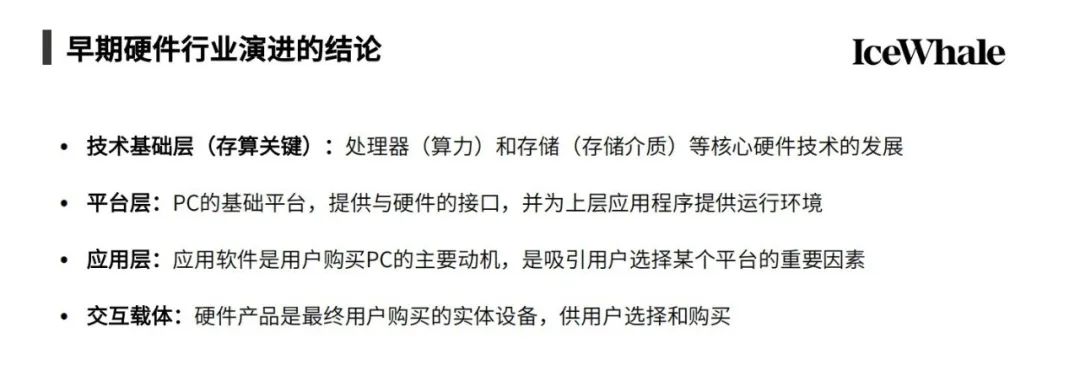 早期硬件行业演进的结论
IceWhale
• 技术基础层（存算关键）：处理器（算力）和存储（存储介质）等核心硬件技术的发展
• 平台层：PC的基础平台，提供与硬件的接口，并为上层应用程序提供运行环境
• 应用层：应用软件是用户购买PC的主要动机，是吸引用户选择某个平台的重要因素
• 交互载体：硬件产品是最终用户购买的实体设备，供用户选择和购买